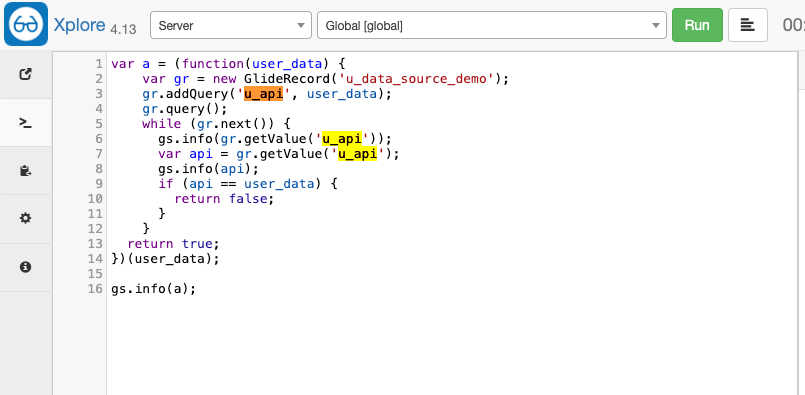 Xplore 4.13 Server Global [global] Run 00:
1 var a = (function(user_data) {
2     var gr = new GlideRecord('u_data_source_demo');
3     gr.addQuery('u_api', user_data);
4     gr.query();
5     while (gr.next()) {
6       gs.info(gr.getValue('u_api'));
7       var api = gr.getValue('u_api');
8       gs.info(api);
9       if (api == user_data) {
10         return false;
11       }
12     }
13   return true;
14 })(user_data);
15
16 gs.info(a);